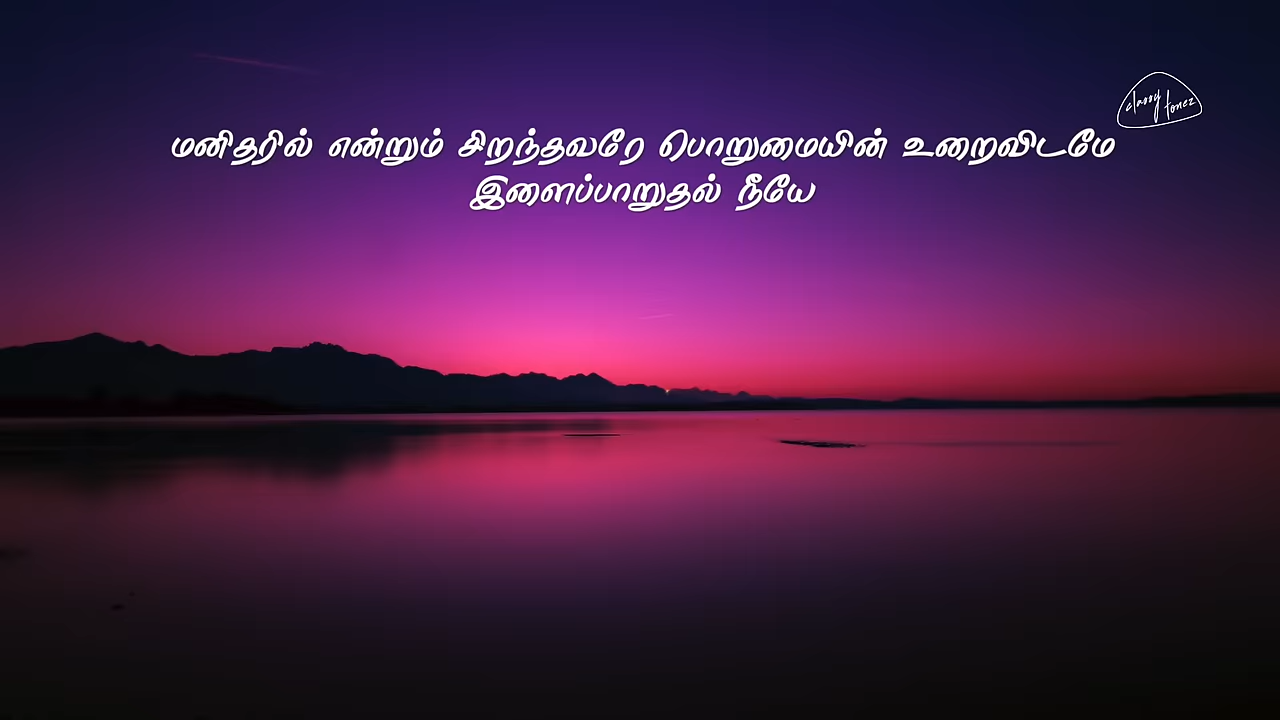 மனிதரில் என்றும் சிறந்தவரே பொறுமையின் உறைவிடமே
இளைப்பாறுதல் நீயே
classy tonez